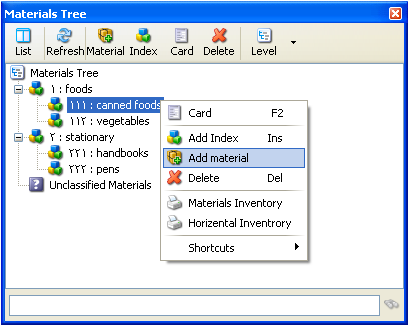 Materials Tree
List Refresh Material Index Card Delete Level
Materials Tree
١ : foods
١١١ : canned foods
١١٢ : vegetables
٢ : stationary
٢٢١ : handbooks
٢٢٢ : pens
Unclassified Materials
Card F2
Add Index Ins
Add material
Delete Del
Materials Inventory
Horizental Inventrory
Shortcuts